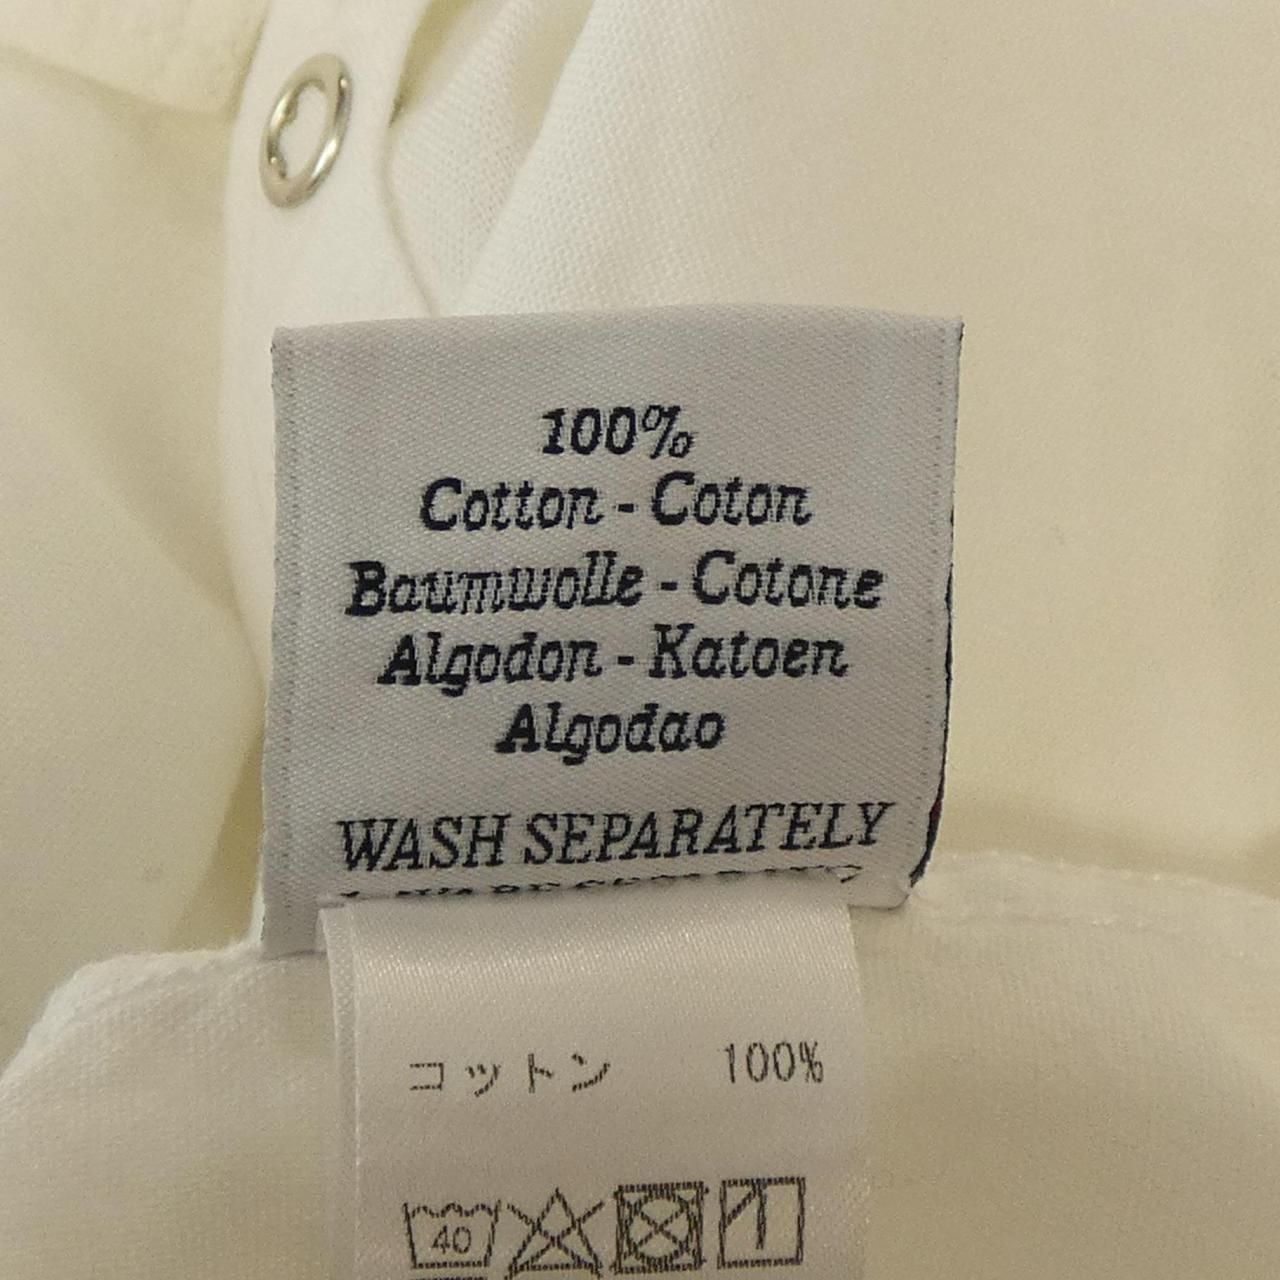 100%
Cotton - Coton
Baumwolle - Cotone
Algodon - Katoen
Algodao
WASH SEPARATELY
コットン 100%
40